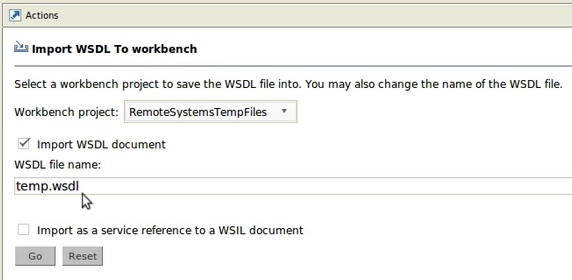 Actions
Import WSDL To workbench
Select a workbench project to save the WSDL file into. You may also change the name of the WSDL file.
Workbench project: RemoteSystemsTempFiles
Import WSDL document
WSDL file name:
temp.wsdl
Import as a service reference to a WSIL document
Go Reset